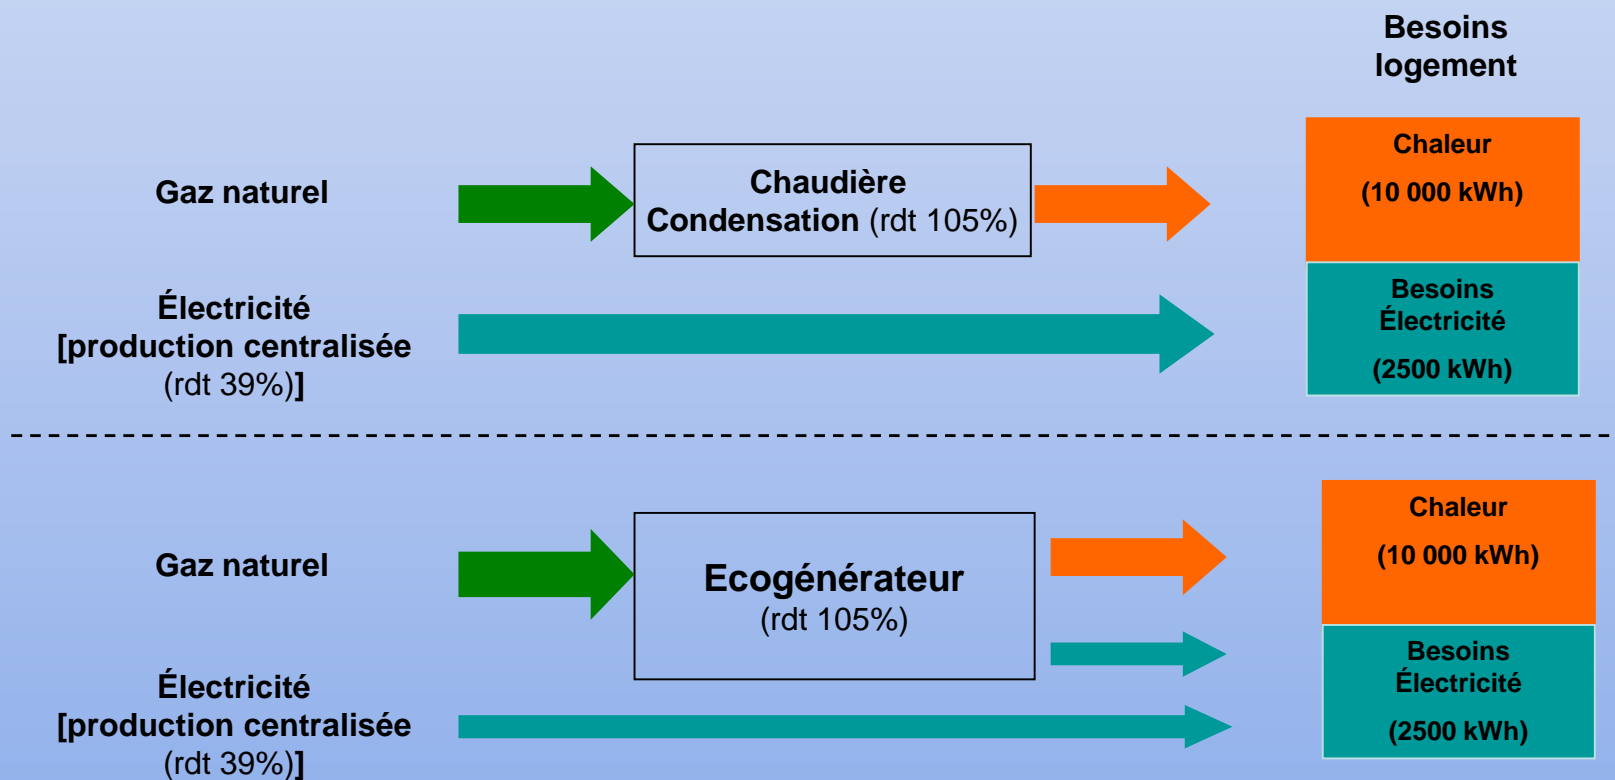 Besoins
logement
Gaz naturel
Chaudière
Condensation (rdt 105%)
Chaleur
(10 000 kWh)
Électricité
[production centralisée
(rdt 39%)]
Besoins
Électricité
(2500 kWh)
Gaz naturel
Ecogénérateur
(rdt 105%)
Chaleur
(10 000 kWh)
Électricité
[production centralisée
(rdt 39%)]
Besoins
Électricité
(2500 kWh)